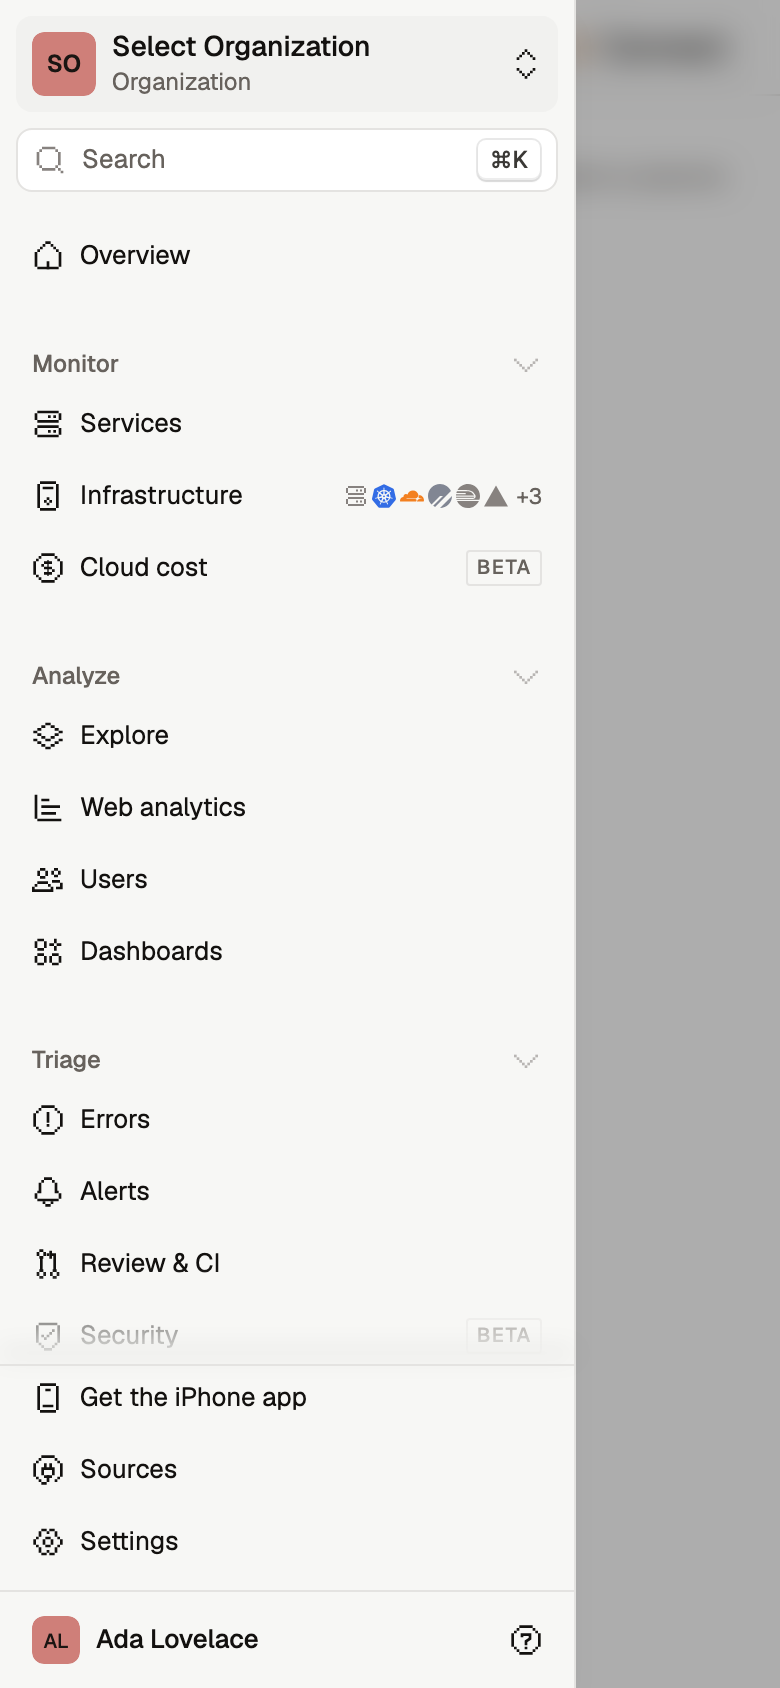 SO
Select Organization
Organization
Search
⌘K
Overview
Monitor
Services
Infrastructure +3
Cloud cost BETA
Analyze
Explore
Web analytics
Users
Dashboards
Triage
Errors
Alerts
Review & CI
Security BETA
Get the iPhone app
Sources
Settings
AL Ada Lovelace